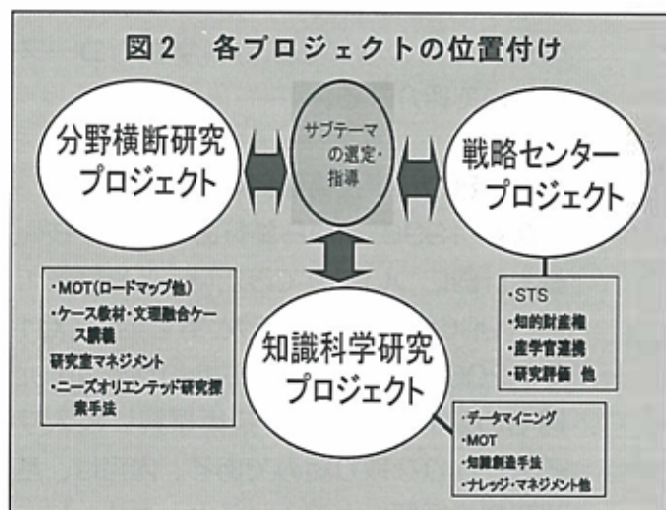 図2 各プロジェクトの位置付け
分野横断研究
プロジェクト
サブテーマ
の選定・
指導
戦略センター
プロジェクト
・MOT(ロードマップ他)
・ケース教材・文理融合ケー
ス講義
研究室マネジメント
・ニーズオリエンテッド研究探
索手法
知識科学研究
プロジェクト
・STS
・知的財産権
・産学官連携
・研究評価 他
・データマイニング
・MOT
・知識創造手法
・ナレッジ・マネジメント他